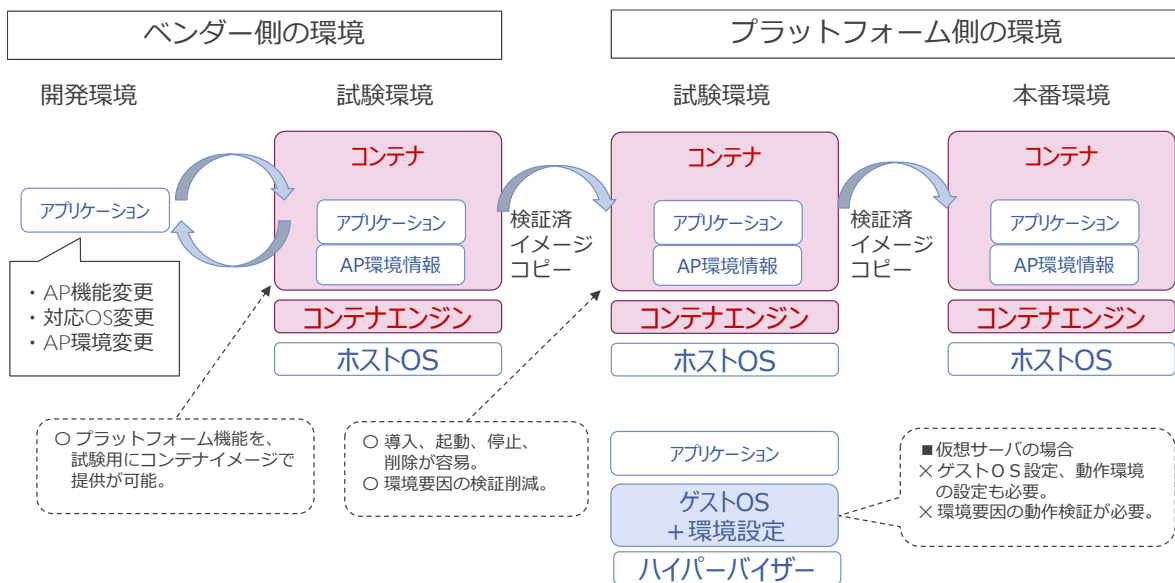 ベンダー側の環境
プラットフォーム側の環境
開発環境
試験環境
試験環境
本番環境
コンテナ
コンテナ
コンテナ
アプリケーション
アプリケーション
AP環境情報
検証済
イメージ
コピー
アプリケーション
AP環境情報
検証済
イメージ
コピー
アプリケーション
AP環境情報
・AP機能変更
・対応OS変更
・AP環境変更
コンテナエンジン
コンテナエンジン
コンテナエンジン
ホストOS
ホストOS
ホストOS
○ プラットフォーム機能を、
試験用にコンテナイメージで
提供が可能。
○ 導入、起動、停止、
削除が容易。
○ 環境要因の検証削減。
アプリケーション
ゲストOS
＋環境設定
ハイパーバイザー
■仮想サーバの場合
× ゲストＯＳ設定、動作環境
の設定も必要。
× 環境要因の動作検証が必要。